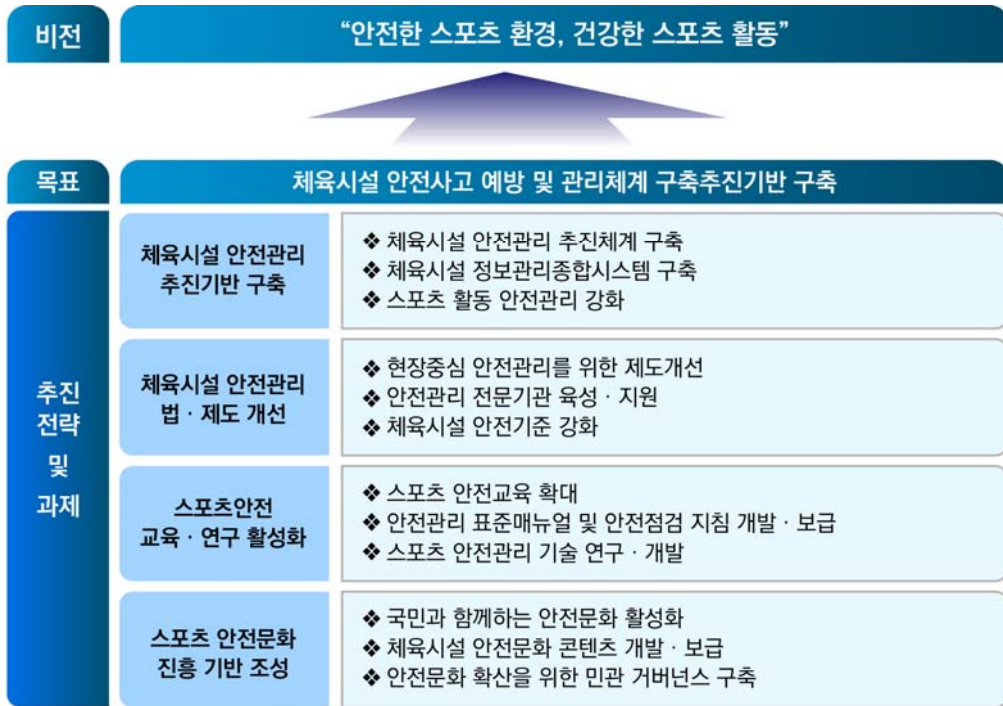 비전
“안전한 스포츠 환경, 건강한 스포츠 활동”
목표
체육시설 안전사고 예방 및 관리체계 구축추진기반 구축
추진
전략
및
과제
체육시설 안전관리
추진기반 구축
❖ 체육시설 안전관리 추진체계 구축
❖ 체육시설 정보관리종합시스템 구축
❖ 스포츠 활동 안전관리 강화
체육시설 안전관리
법 · 제도 개선
❖ 현장중심 안전관리를 위한 제도개선
❖ 안전관리 전문기관 육성 · 지원
❖ 체육시설 안전기준 강화
스포츠안전
교육 · 연구 활성화
❖ 스포츠 안전교육 확대
❖ 안전관리 표준매뉴얼 및 안전점검 지침 개발 · 보급
❖ 스포츠 안전관리 기술 연구 · 개발
스포츠 안전문화
진흥 기반 조성
❖ 국민과 함께하는 안전문화 활성화
❖ 체육시설 안전문화 콘텐츠 개발 · 보급
❖ 안전문화 확산을 위한 민관 거버넌스 구축